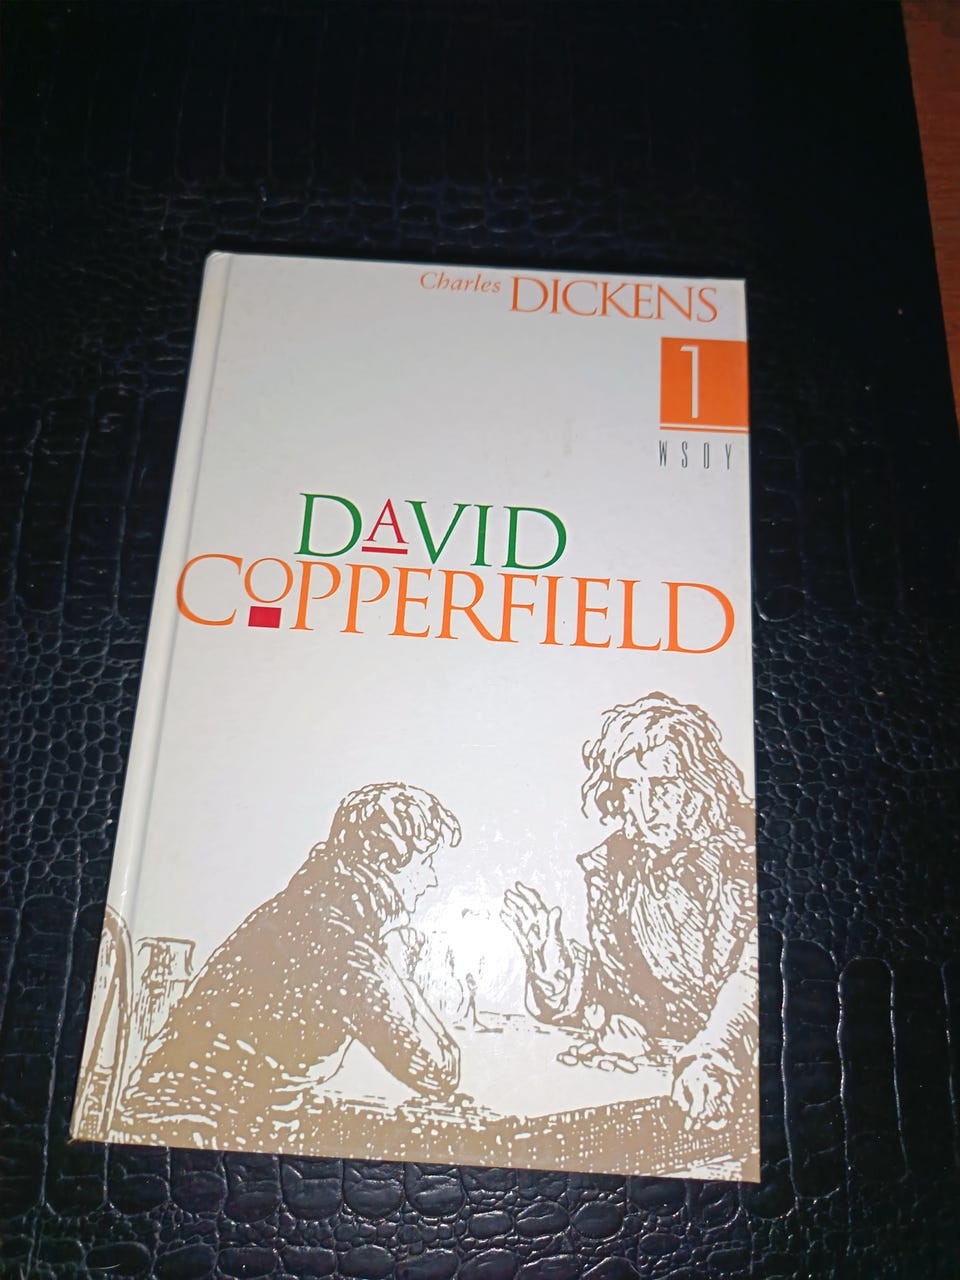 Charles DICKENS
1
WSOY
DAVID
COPPERFIELD